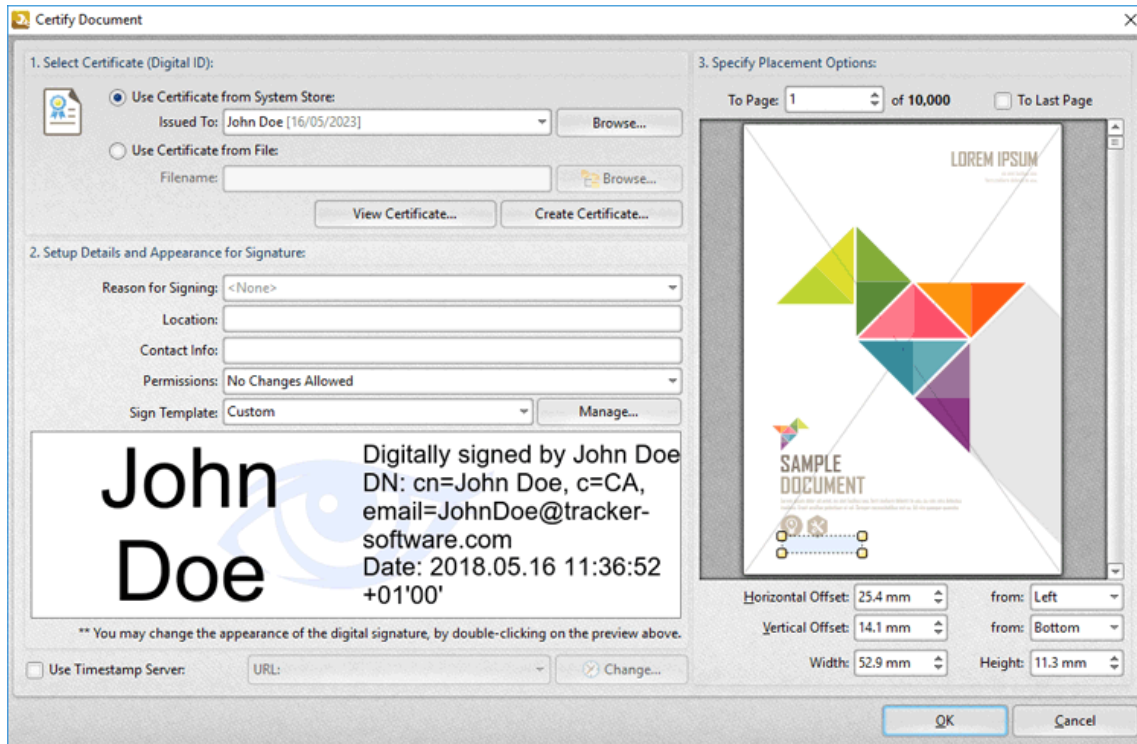 Certify Document
1. Select Certificate (Digital ID):
Use Certificate from System Store:
Issued To: John Doe [16/05/2023] Browse...
Use Certificate from File:
Filename: Browse...
View Certificate... Create Certificate...
2. Setup Details and Appearance for Signature:
Reason for Signing: <None>
Location:
Contact Info:
Permissions: No Changes Allowed
Sign Template: Custom Manage...
John
Doe
Digitally signed by John Doe
DN: cn=John Doe, c=CA,
email=JohnDoe@tracker-
software.com
Date: 2018.05.16 11:36:52
+01'00'
** You may change the appearance of the digital signature, by double-clicking on the preview above.
Use Timestamp Server: URL: Change...
3. Specify Placement Options:
To Page: 1 of 10,000 To Last Page
LOREM IPSUM
SAMPLE
DOCUMENT
Horizontal Offset: 25.4 mm from: Left
Vertical Offset: 14.1 mm from: Bottom
Width: 52.9 mm Height: 11.3 mm
OK Cancel